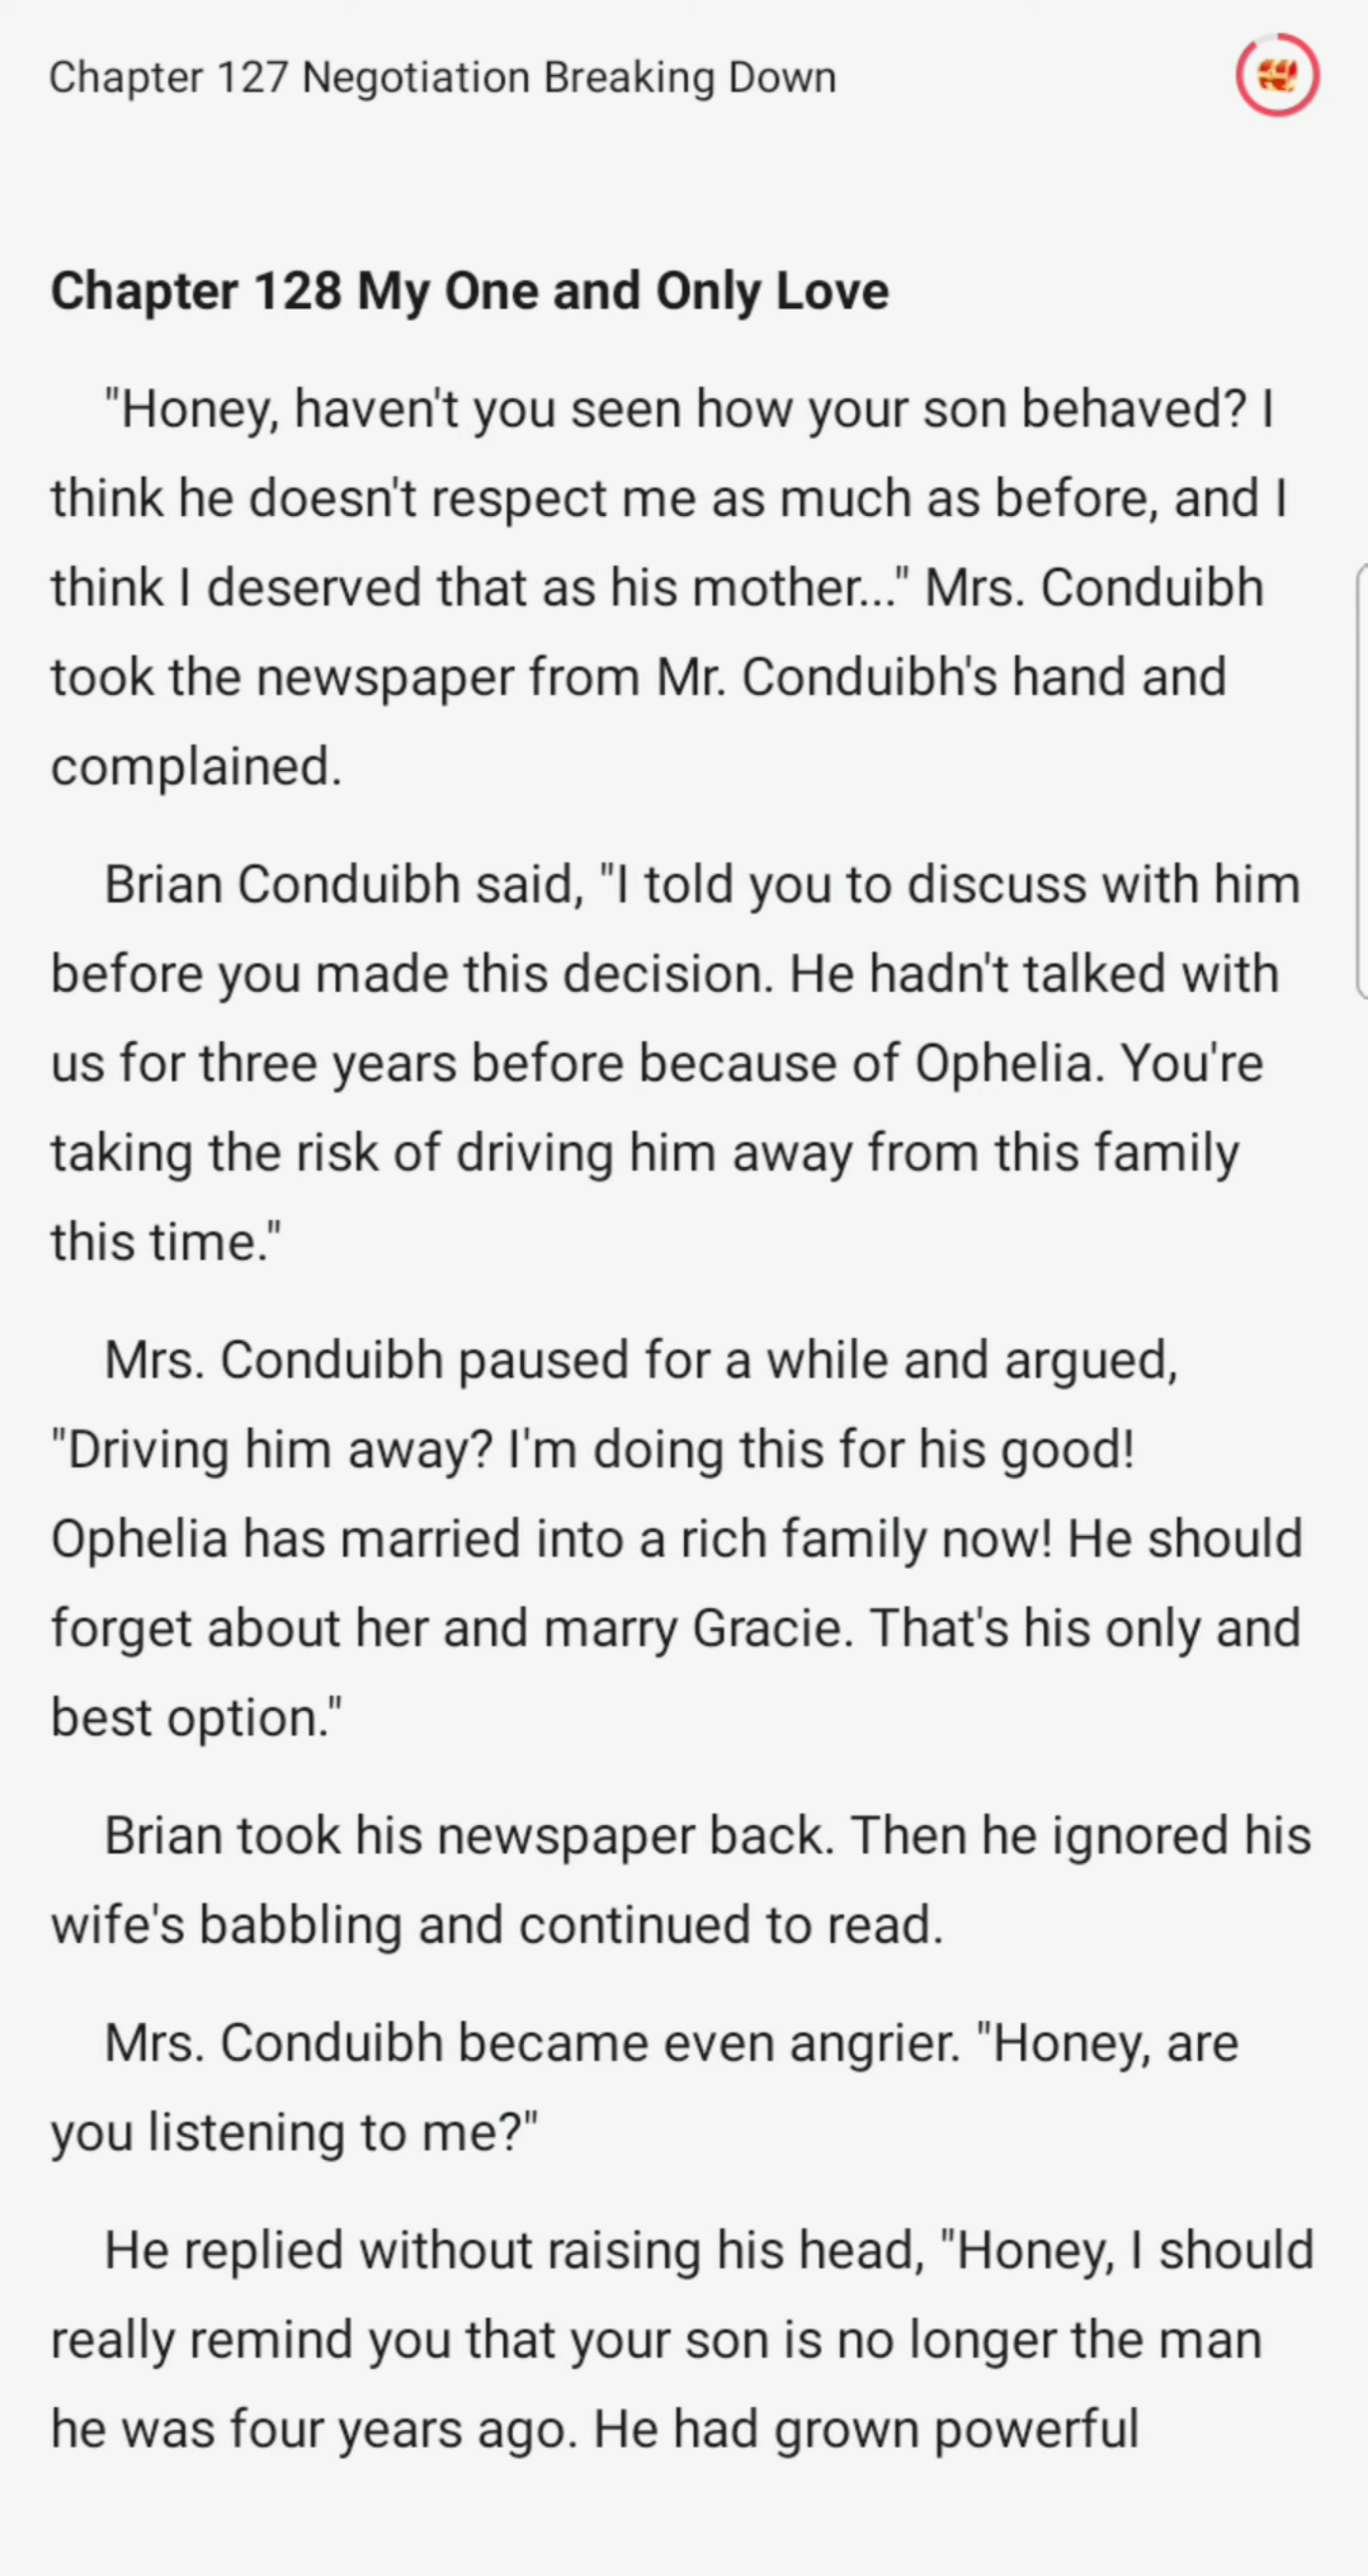 Chapter 127 Negotiation Breaking Down
Chapter 128 My One and Only Love
"Honey, haven't you seen how your son behaved? I
think he doesn't respect me as much as before, and I
think I deserved that as his mother..." Mrs. Conduibh
took the newspaper from Mr. Conduibh's hand and
complained.
Brian Conduibh said, "I told you to discuss with him
before you made this decision. He hadn't talked with
us for three years before because of Ophelia. You're
taking the risk of driving him away from this family
this time."
Mrs. Conduibh paused for a while and argued,
"Driving him away? I'm doing this for his good!
Ophelia has married into a rich family now! He should
forget about her and marry Gracie. That's his only and
best option."
Brian took his newspaper back. Then he ignored his
wife's babbling and continued to read.
Mrs. Conduibh became even angrier. "Honey, are
you listening to me?"
He replied without raising his head, "Honey, I should
really remind you that your son is no longer the man
he was four years ago. He had grown powerful